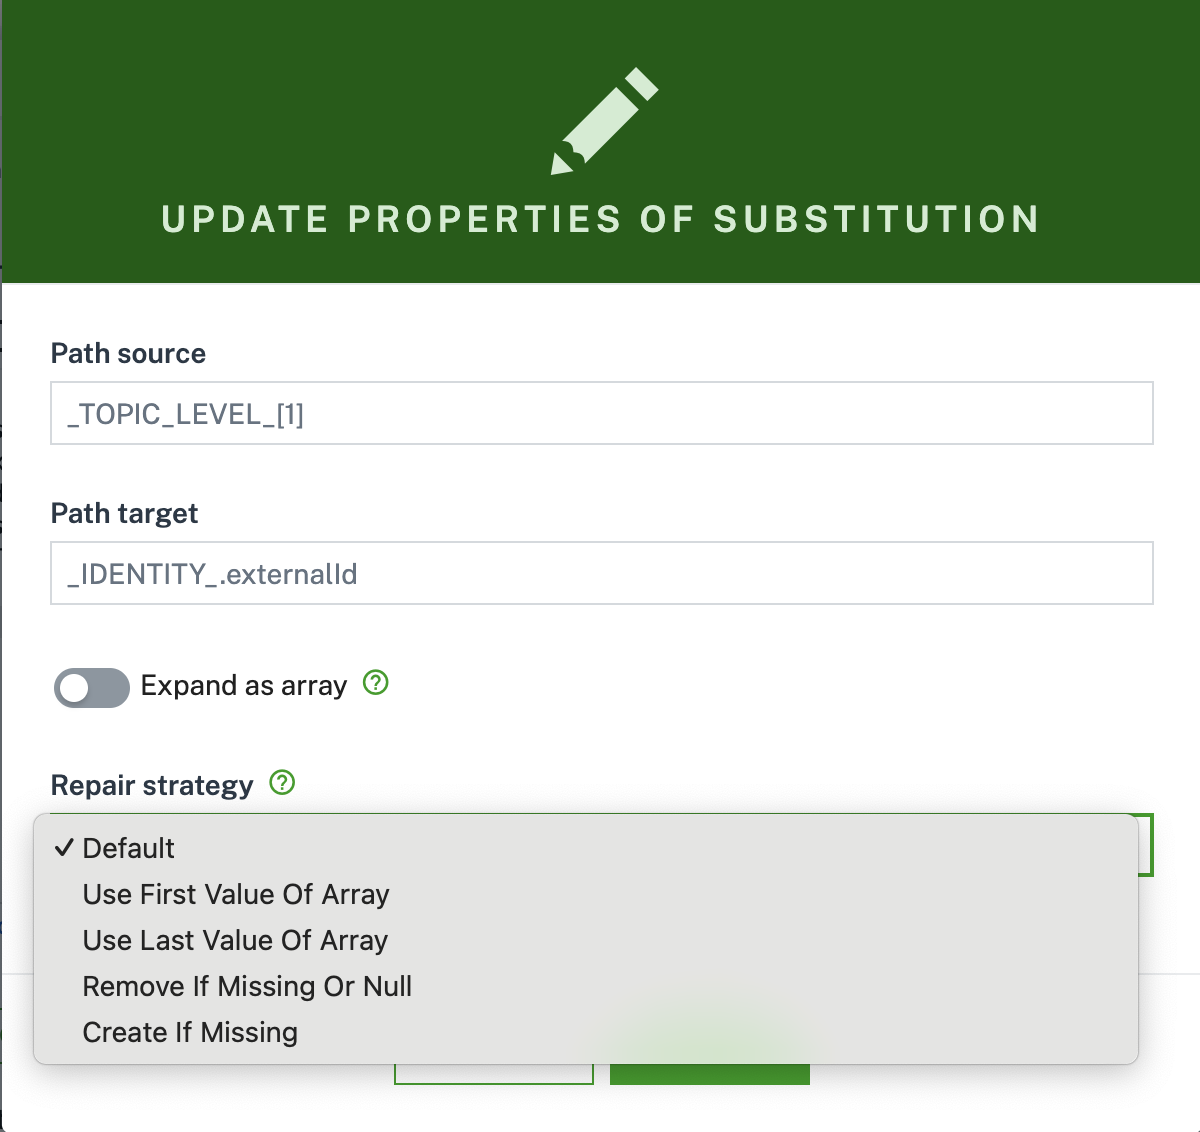 UPDATE PROPERTIES OF SUBSTITUTION
Path source
_TOPIC_LEVEL_[1]
Path target
_IDENTITY_.externalId
Expand as array ?
Repair strategy ?
✓ Default
Use First Value Of Array
Use Last Value Of Array
Remove If Missing Or Null
Create If Missing